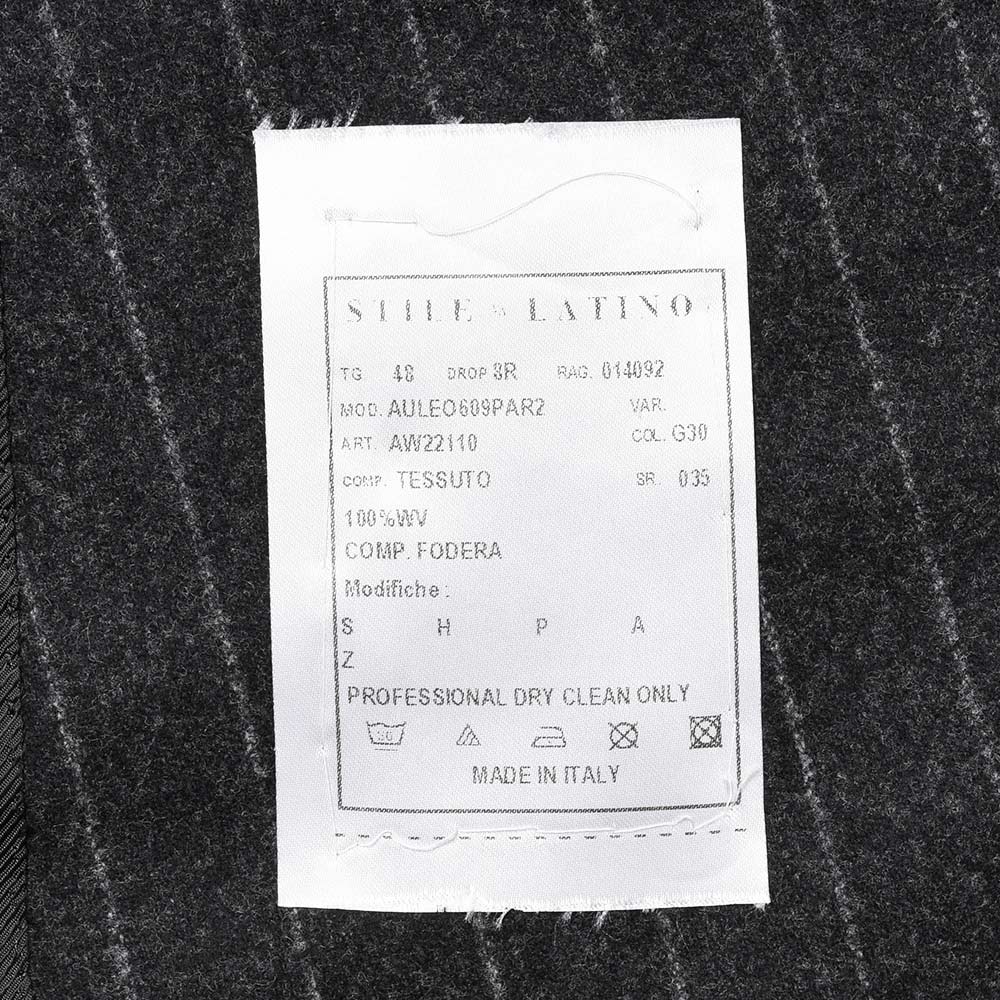 STILE LATINO
TG 48 DROP 8R RAG. 014092
MOD. AULEO609PAR2 VAR.
ART. AW22110 COL. G30
COMP. TESSUTO SR. 035
100%WV
COMP. FODERA
Modifiche:
S H P A
Z
PROFESSIONAL DRY CLEAN ONLY
30
MADE IN ITALY